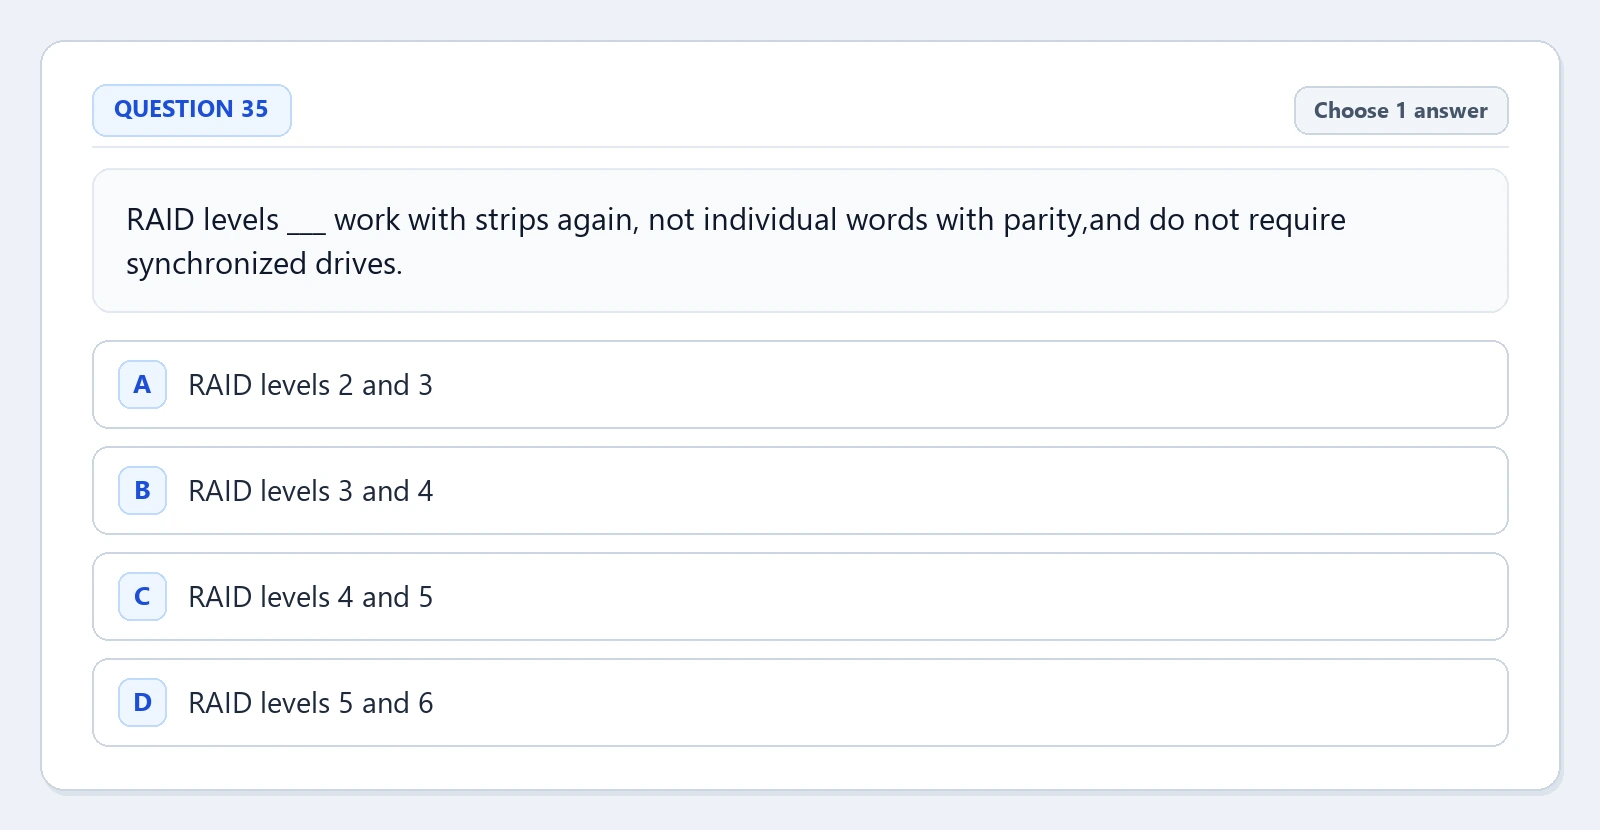 QUESTION 35
Choose 1 answer
RAID levels ___ work with strips again, not individual words with parity,and do not require
synchronized drives.
A RAID levels 2 and 3
B RAID levels 3 and 4
C RAID levels 4 and 5
D RAID levels 5 and 6